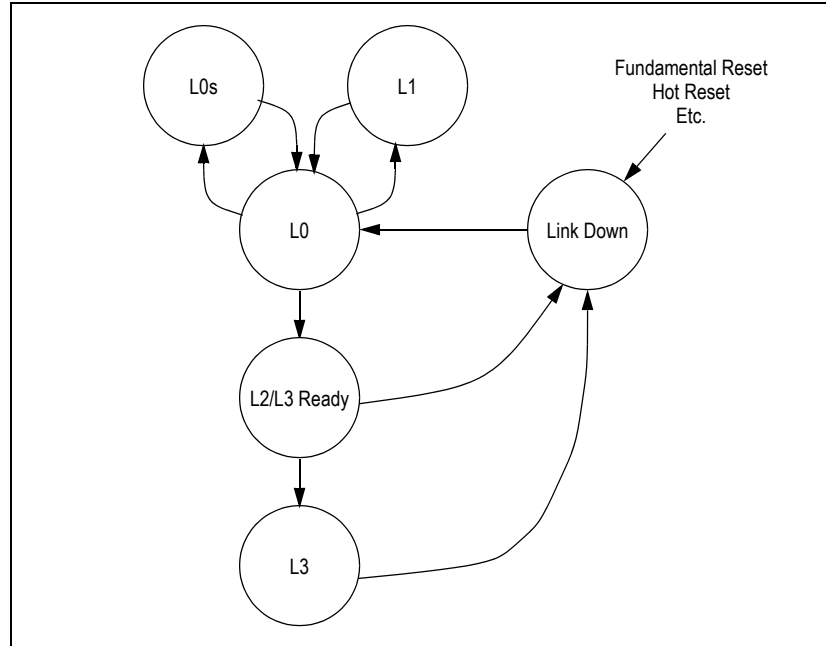 L0s
L1
Fundamental Reset
Hot Reset
Etc.
L0
Link Down
L2/L3 Ready
L3